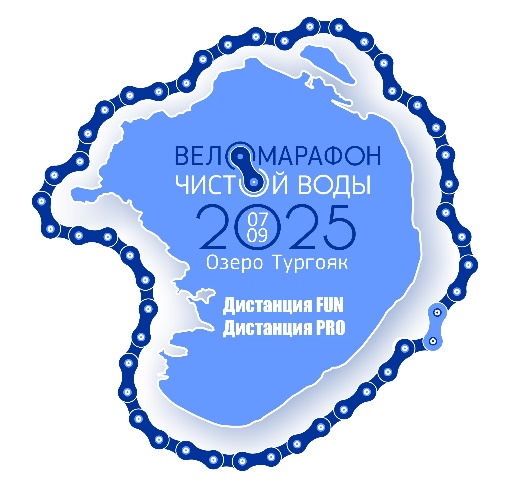 ВЕЛОМАРАФОН
ЧИСТОЙ ВОДЫ
2025
07
09
Озеро Тургояк
Дистанция FUN
Дистанция PRO